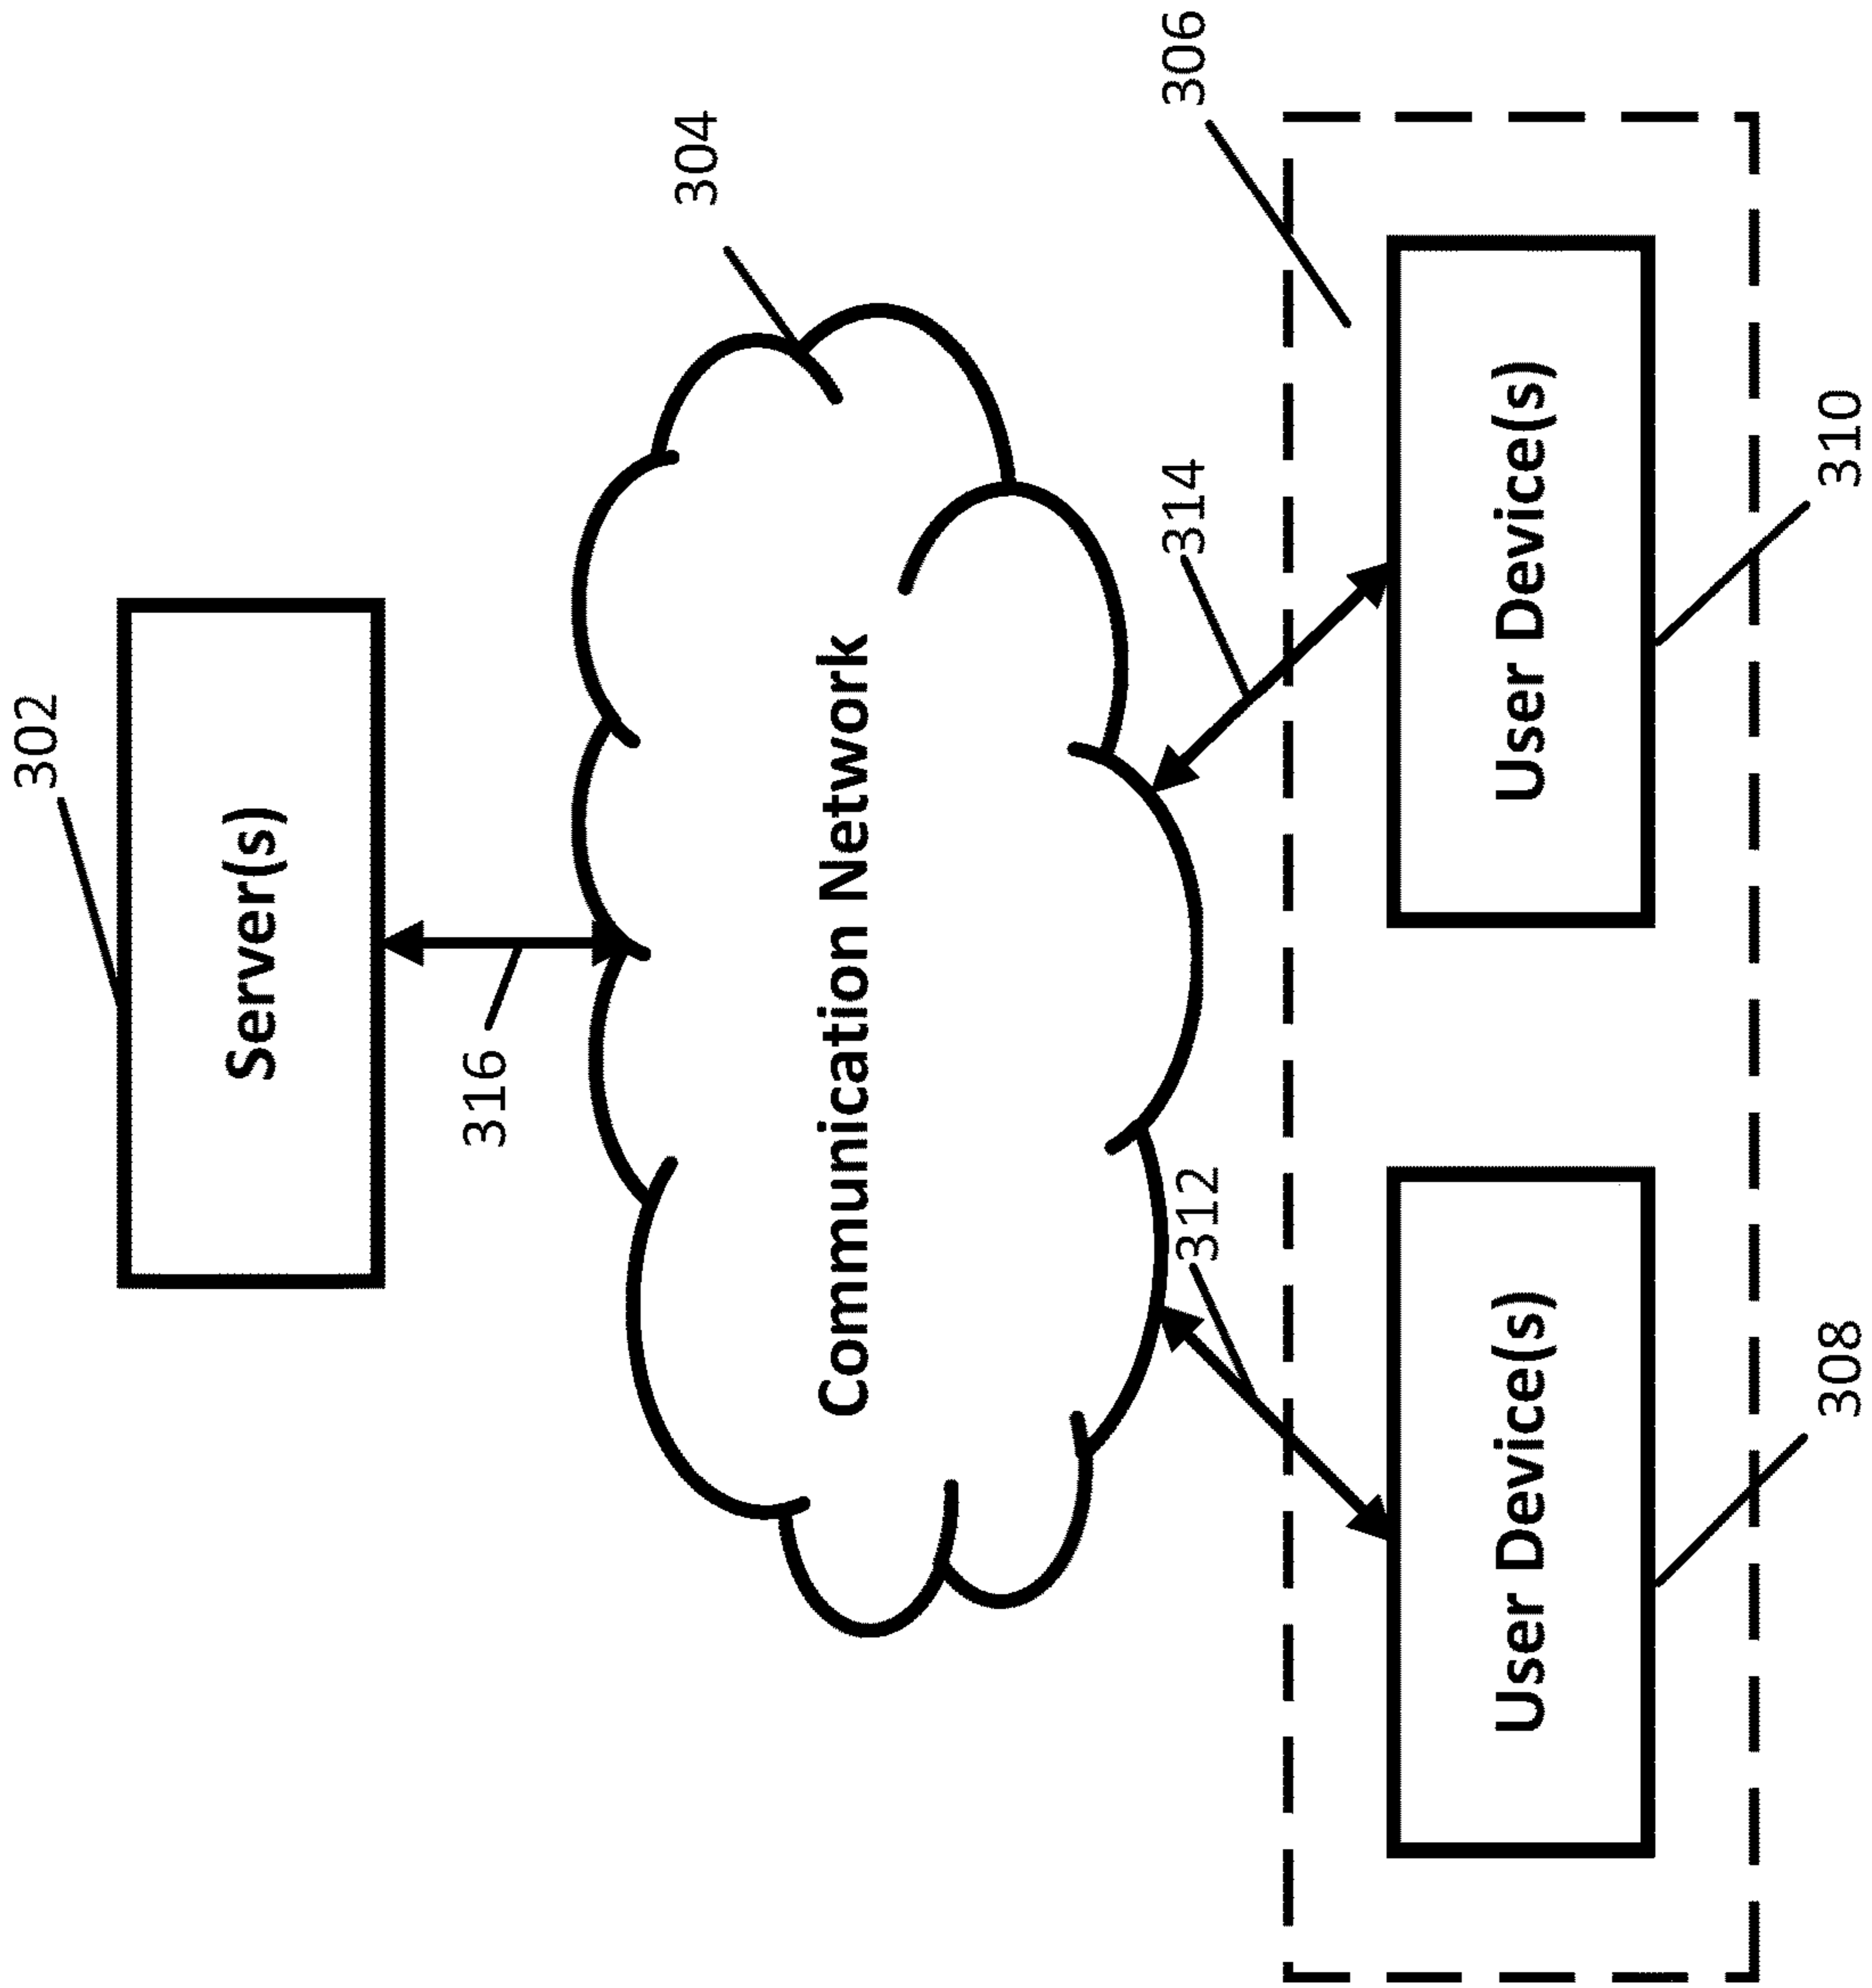 302
Server(s)
316
304
Communication Network
312
314
306
User Device(s)
User Device(s)
308
310